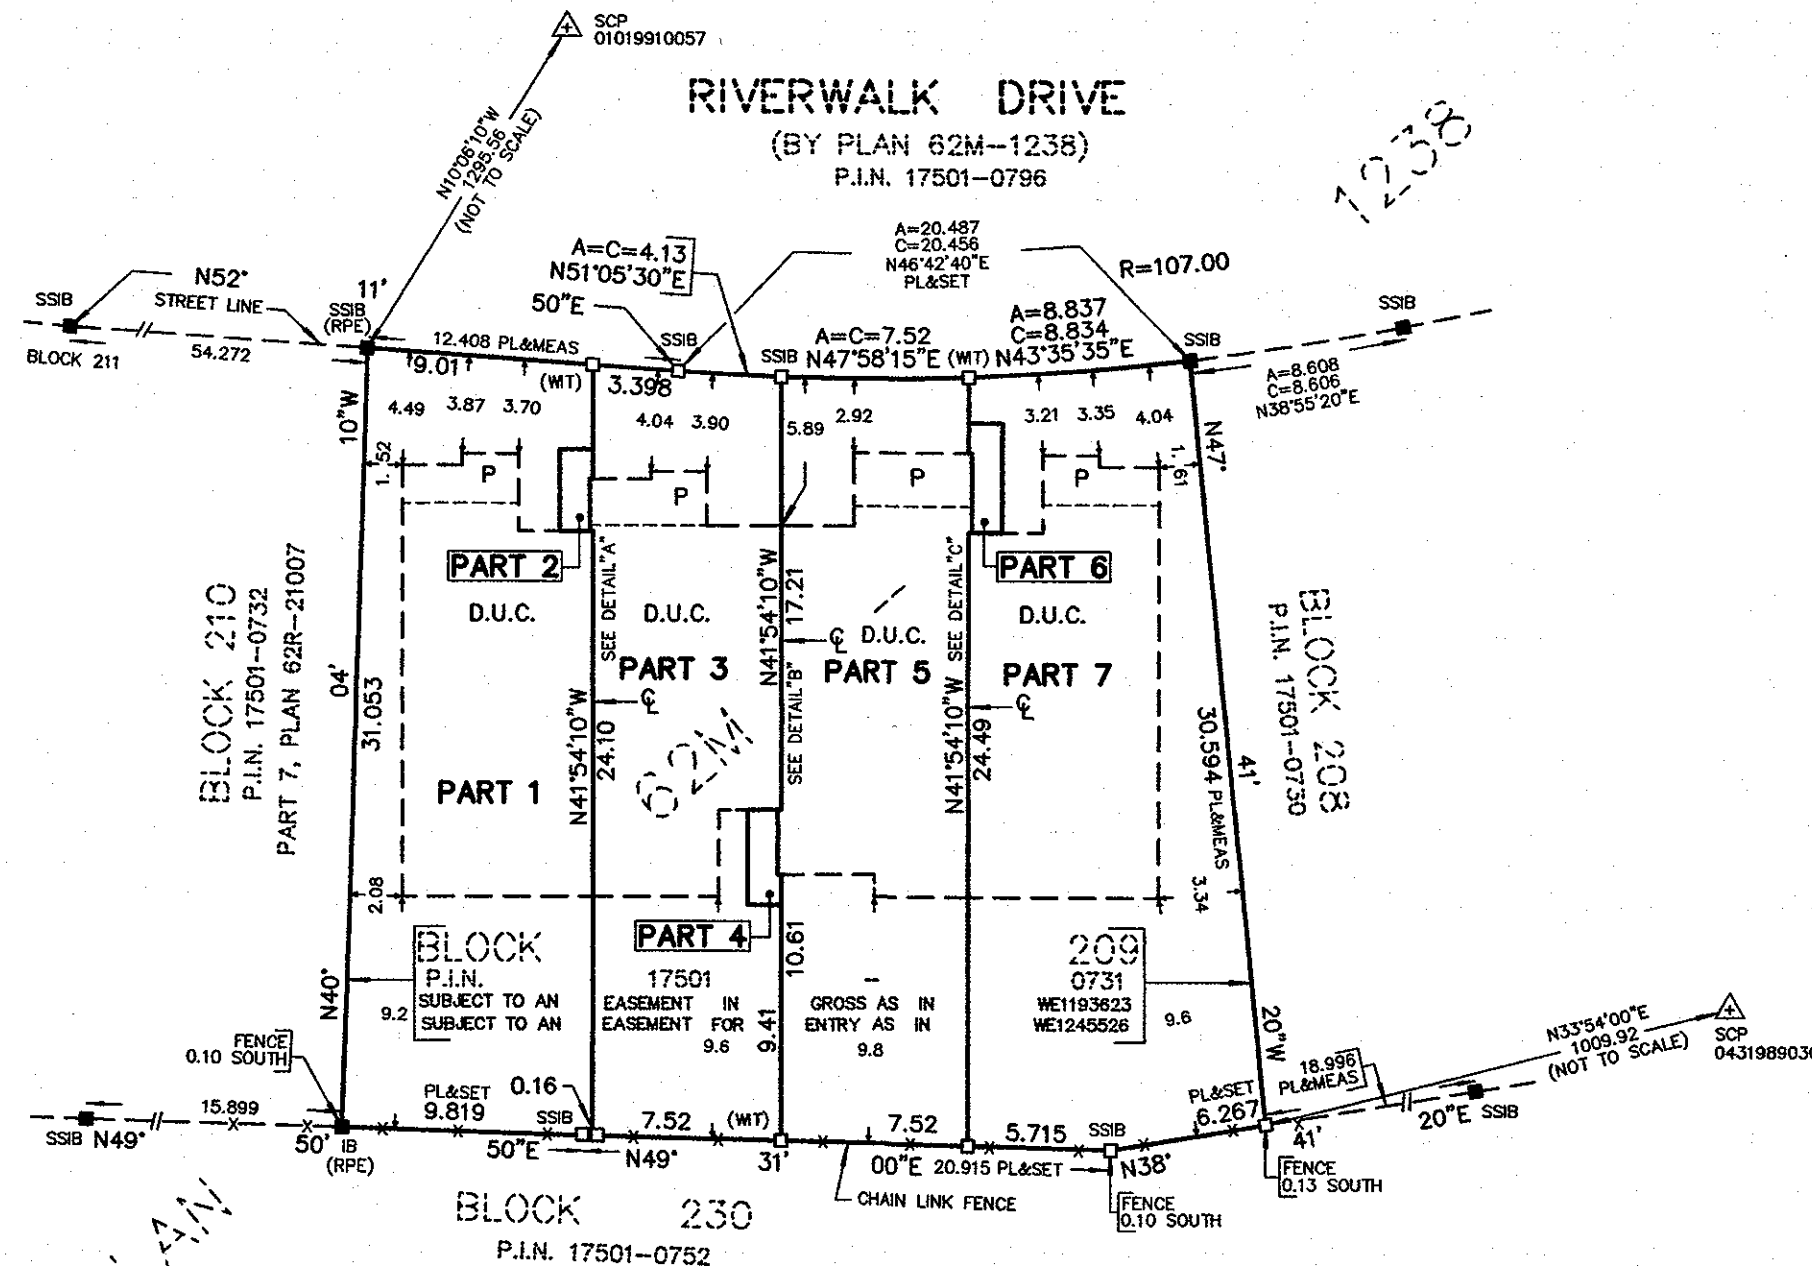 SCP
01019910057
RIVERWALK DRIVE
(BY PLAN 62M-1238)
P.I.N. 17501-0796
1238
N10°06'10"W
1295.56
(NOT TO SCALE)
A=20.487
C=20.456
N46°42'40"E
PL&SET
A=C=4.13
N51°05'30"E
R=107.00
N52°
11'
50"E
STREET LINE
SSIB
SSIB
(RPE)
BLOCK 211
54.272
12.408 PL&MEAS
9.01
(WIT)
3.398
SSIB
SSIB
A=C=7.52
N47°58'15"E
(WIT)
A=8.837
C=8.834
N43°35'35"E
SSIB
A=8.608
C=8.606
N38°55'20"E
10"W
4.49
3.87
3.70
4.04
3.90
5.89
2.92
3.21
3.35
4.04
N47°
1.52
P
P
P
P
1.61
PART 2
PART 6
D.U.C.
D.U.C.
D.U.C.
D.U.C.
SEE DETAIL"A"
N41°54'10"W
17.21
SEE DETAIL"B"
SEE DETAIL"C"
BLOCK 210
P.I.N. 17501-0732
PART 7, PLAN 62R-21007
BLOCK 208
P.I.N. 17501-0730
PART 3
PART 5
PART 7
04'
31.053
N41°54'10"W
24.10
62M
N41°54'10"W
24.49
30.594 PL&MEAS
41'
PART 1
2.08
3.34
PART 4
10.61
BLOCK
209
P.I.N.
17501
-
0731
SUBJECT TO AN
EASEMENT IN
GROSS AS IN
WE1193623
SUBJECT TO AN
EASEMENT FOR
ENTRY AS IN
WE1245526
N40°
9.2
9.6
9.41
9.8
9.6
20"W
FENCE
0.10 SOUTH
N33°54'00"E
1009.92
(NOT TO SCALE)
SCP
18.996
PL&MEAS
SSIB
N49°
15.899
50'
IB
(RPE)
PL&SET
9.819
0.16
SSIB
50"E
N49°
7.52
(WIT)
31'
7.52
00"E
20.915 PL&SET
5.715
SSIB
N38°
PL&SET
6.267
41'
20"E
SSIB
CHAIN LINK FENCE
FENCE
0.10 SOUTH
FENCE
0.13 SOUTH
BLOCK 230
P.I.N. 17501-0752